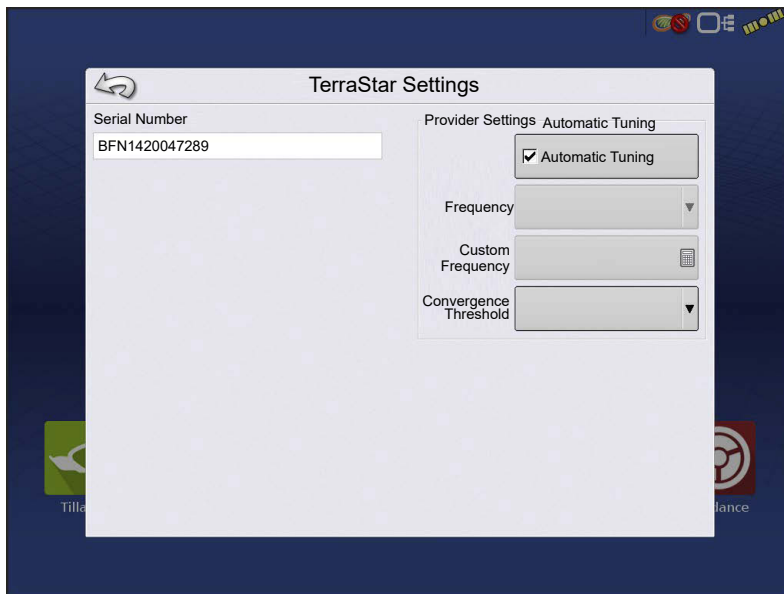 TerraStar Settings
Serial Number
BFN1420047289
Provider Settings
Automatic Tuning
Automatic Tuning
Frequency
Custom
Frequency
Convergence
Threshold
Tilla
dance